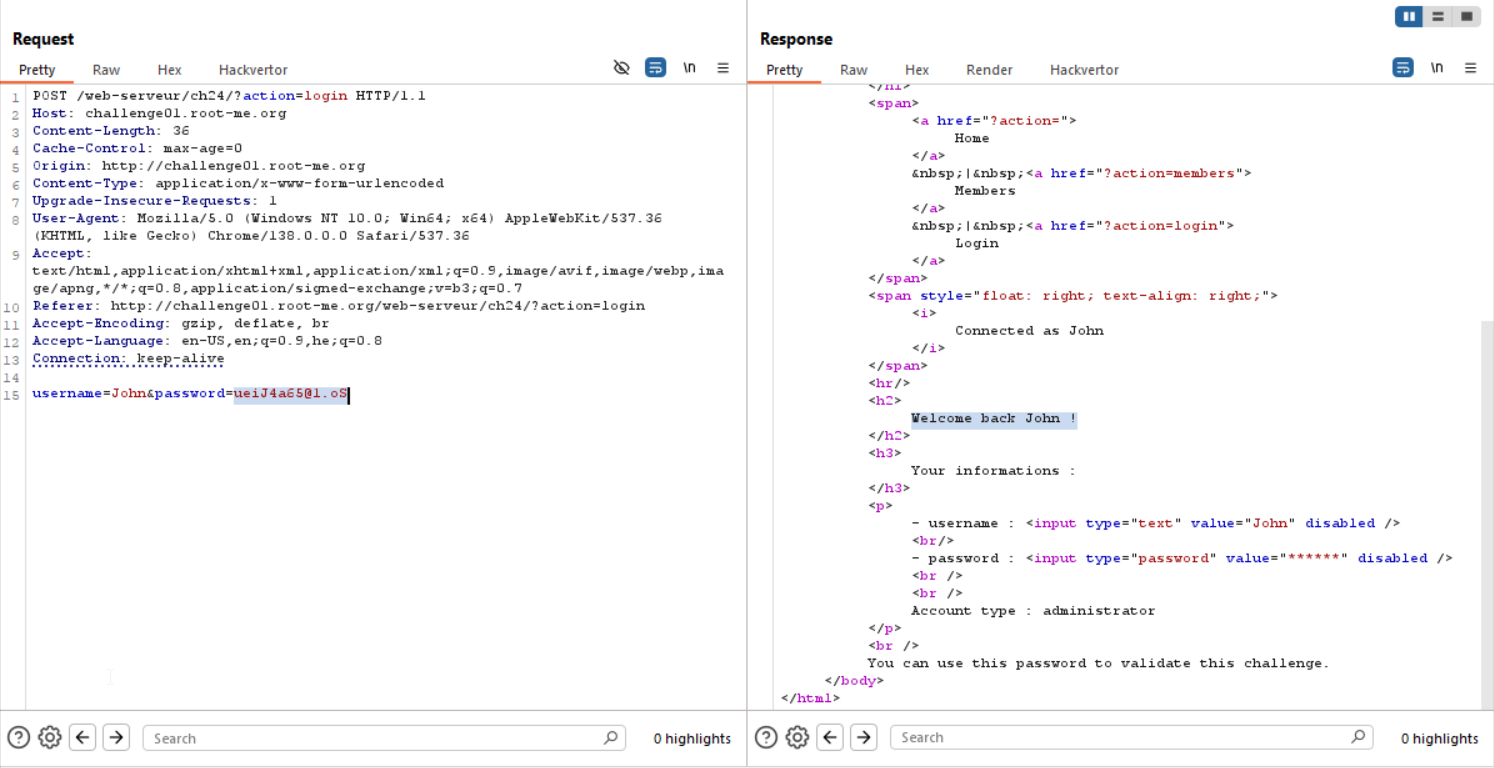 Request
Pretty Raw Hex Hackvertor \n
1 POST /web-serveur/ch24/?action=login HTTP/1.1
2 Host: challenge01.root-me.org
3 Content-Length: 36
4 Cache-Control: max-age=0
5 Origin: http://challenge01.root-me.org
6 Content-Type: application/x-www-form-urlencoded
7 Upgrade-Insecure-Requests: 1
8 User-Agent: Mozilla/5.0 (Windows NT 10.0; Win64; x64) AppleWebKit/537.36
(KHTML, like Gecko) Chrome/138.0.0.0 Safari/537.36
9 Accept:
text/html,application/xhtml+xml,application/xml;q=0.9,image/avif,image/webp,ima
ge/apng,*/*;q=0.8,application/signed-exchange;v=b3;q=0.7
10 Referer: http://challenge01.root-me.org/web-serveur/ch24/?action=login
11 Accept-Encoding: gzip, deflate, br
12 Accept-Language: en-US,en;q=0.9,he;q=0.8
13 Connection: keep-alive
14
15 username=John&password=ueiJ4a65@1.oS
Search 0 highlights
Response
Pretty Raw Hex Render Hackvertor \n
</h1>
<span>
<a href="?action=">
Home
</a>
&nbsp;|&nbsp;<a href="?action=members">
Members
</a>
&nbsp;|&nbsp;<a href="?action=login">
Login
</a>
</span>
<span style="float: right; text-align: right;">
<i>
Connected as John
</i>
</span>
<hr/>
<h2>
Welcome back John !
</h2>
<h3>
Your informations :
</h3>
<p>
- username : <input type="text" value="John" disabled />
<br/>
- password : <input type="password" value="******" disabled />
<br />
<br />
Account type : administrator
</p>
<br />
You can use this password to validate this challenge.
</body>
</html>
Search 0 highlights